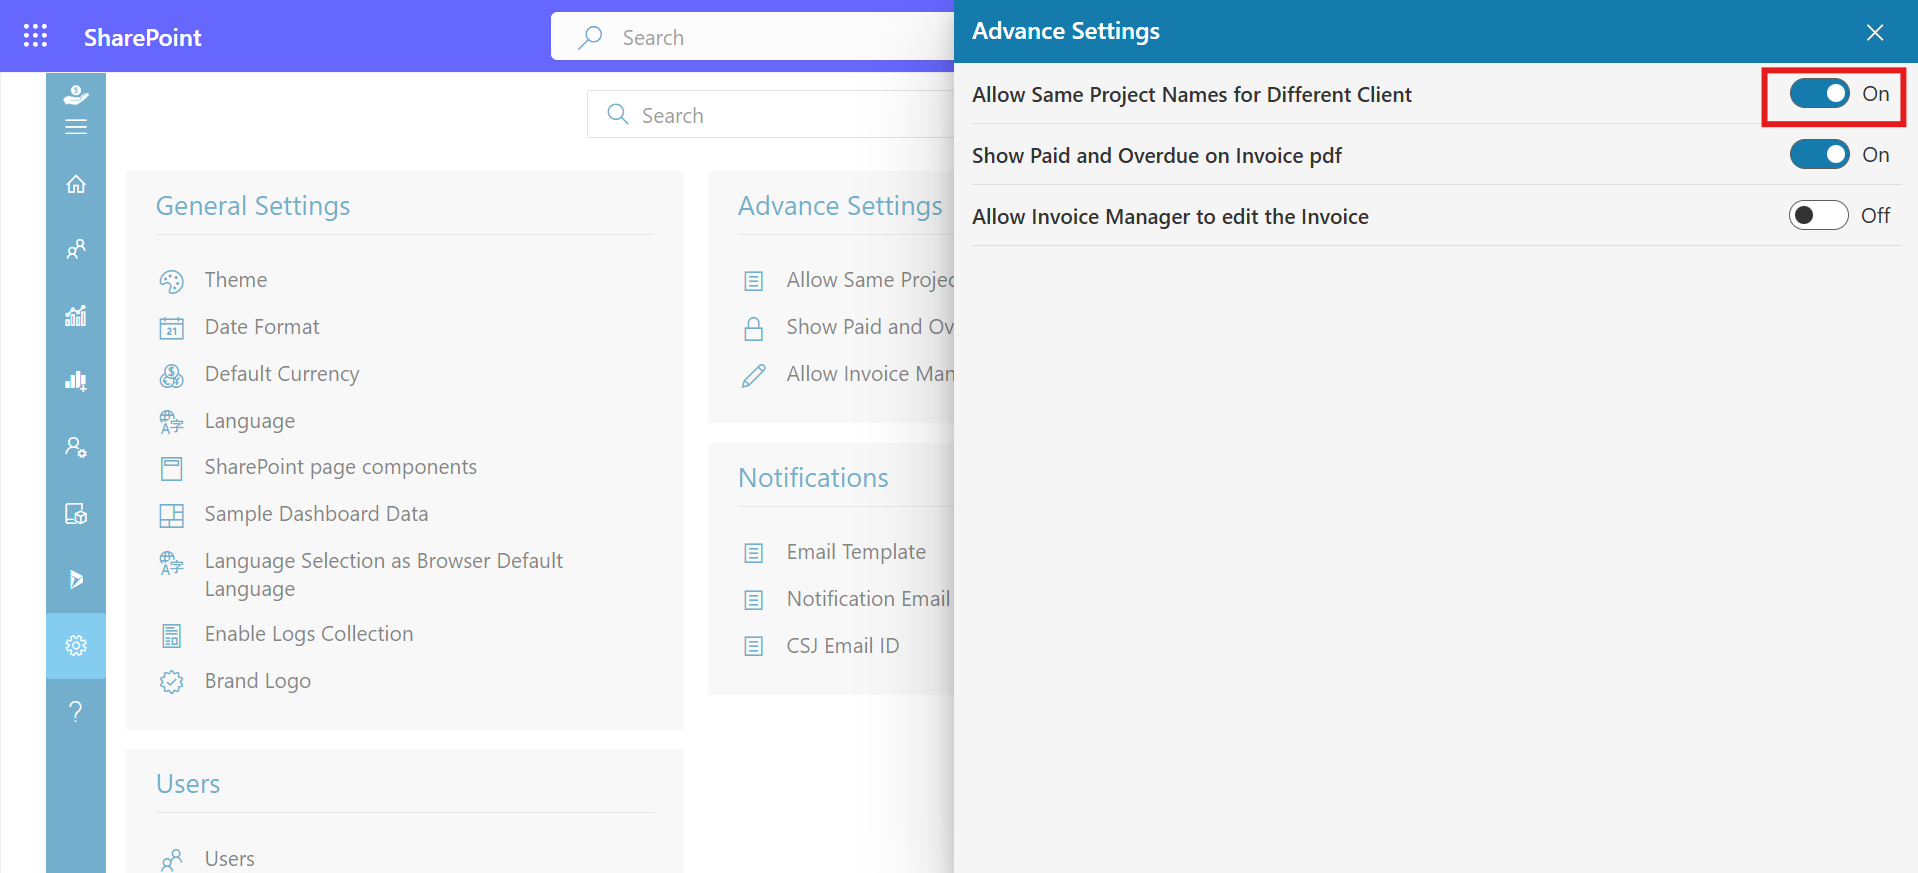 SharePoint
Search
Search
General Settings
Theme
21
Date Format
Default Currency
Language
SharePoint page components
Sample Dashboard Data
Language Selection as Browser Default
Language
Enable Logs Collection
Brand Logo
Users
Users
Advance Settings
Allow Same Projec
Show Paid and Ov
Allow Invoice Man
Notifications
Email Template
Notification Email
CSJ Email ID
Advance Settings
Allow Same Project Names for Different Client On
Show Paid and Overdue on Invoice pdf On
Allow Invoice Manager to edit the Invoice Off